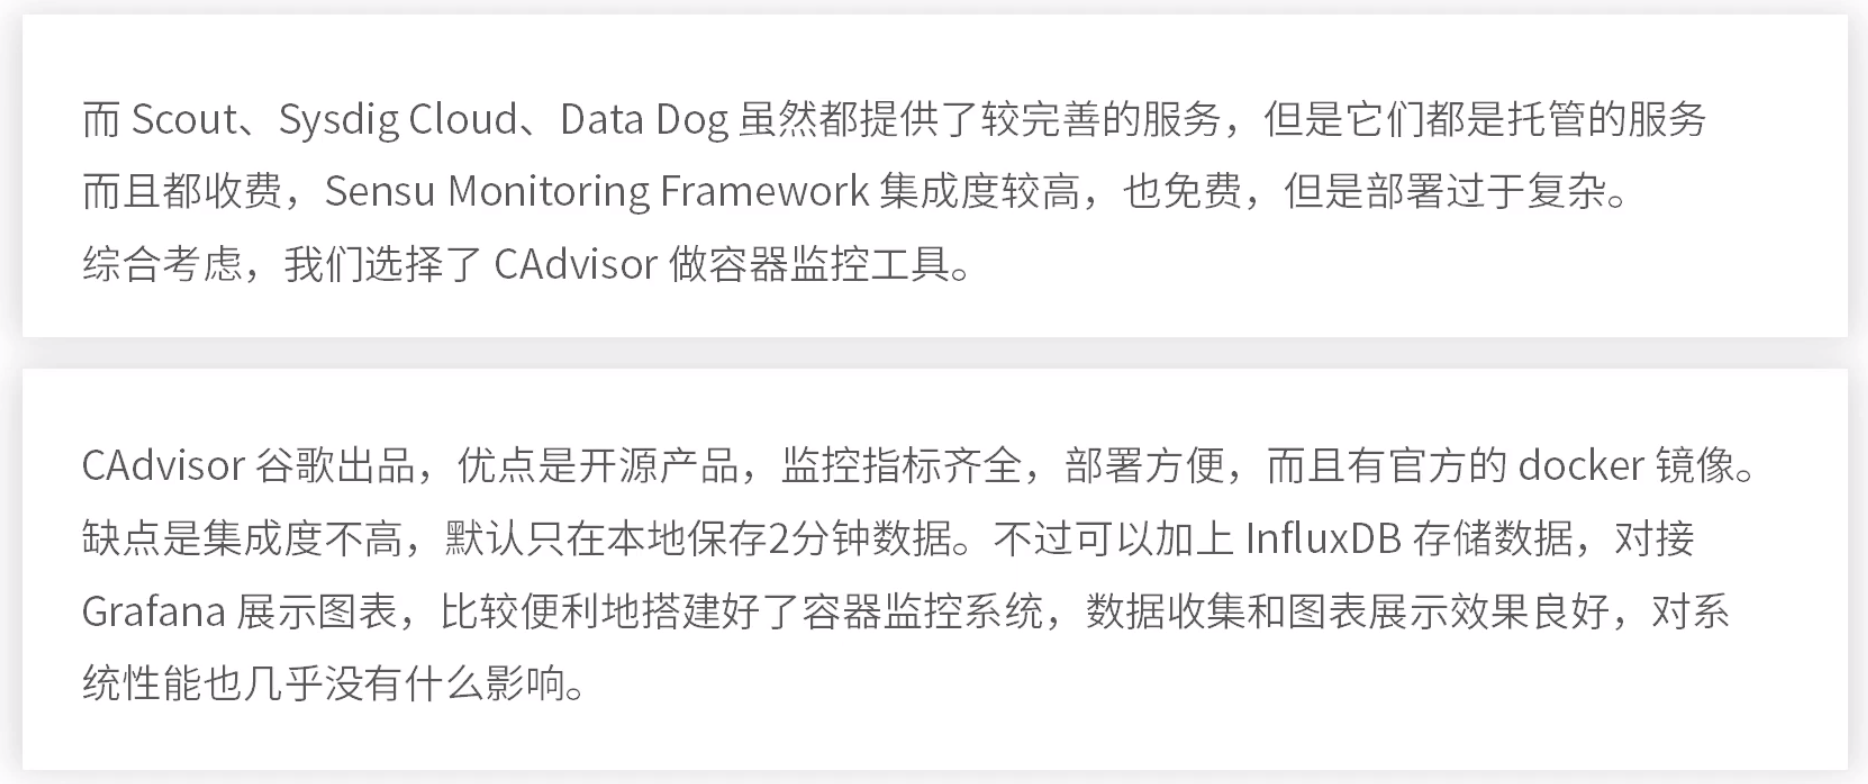 而 Scout、Sysdig Cloud、Data Dog 虽然都提供了较完善的服务，但是它们都是托管的服务
而且都收费，Sensu Monitoring Framework 集成度较高，也免费，但是部署过于复杂。
综合考虑，我们选择了 CAdvisor 做容器监控工具。
CAdvisor 谷歌出品，优点是开源产品，监控指标齐全，部署方便，而且有官方的 docker 镜像。
缺点是集成度不高，默认只在本地保存2分钟数据。不过可以加上 InfluxDB 存储数据，对接
Grafana 展示图表，比较便利地搭建好了容器监控系统，数据收集和图表展示效果良好，对系
统性能也几乎没有什么影响。